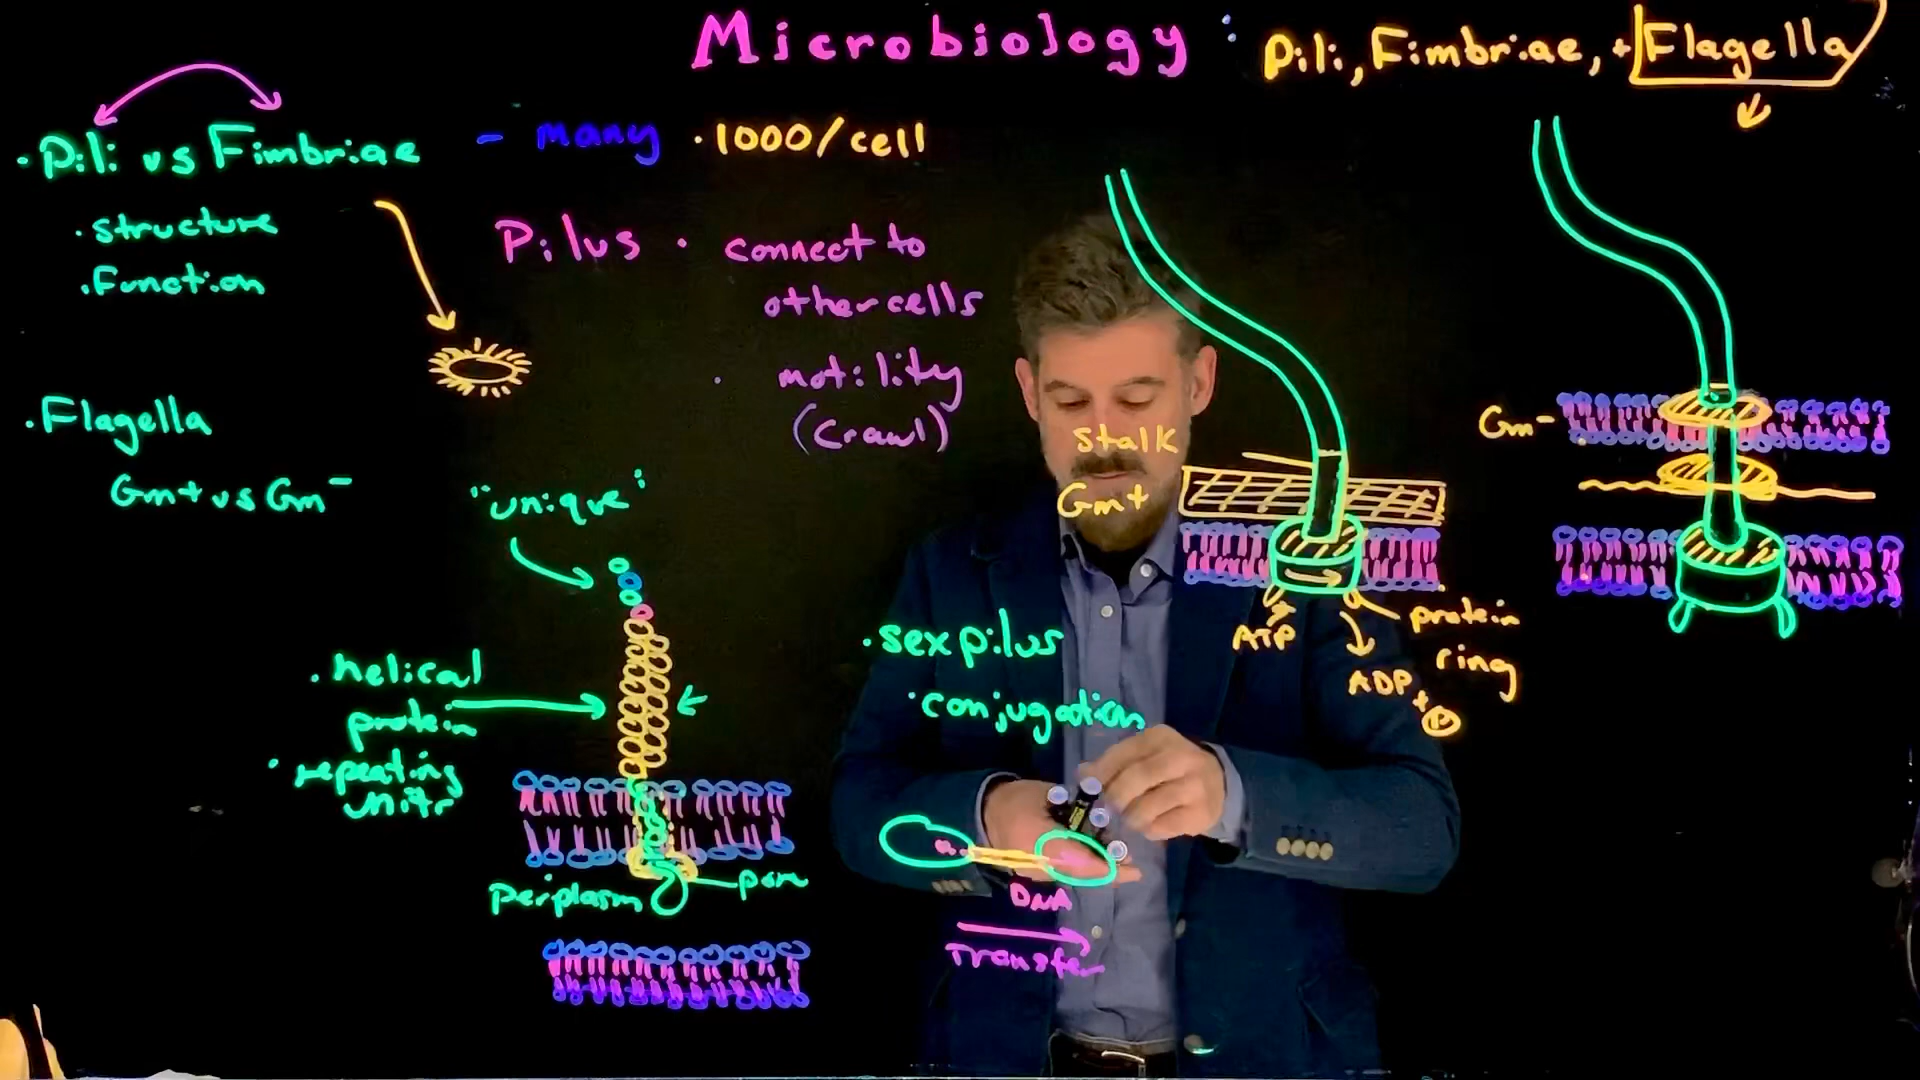 Microbiology : Pili, Fimbriae, + Flagella
· Pili vs Fimbriae - many · 1000/cell
· structure
· Function
Pilus · connect to
other cells
· motility
(crawl)
· Flagella
Gm+ vs Gm-
"unique"
· helical
protein
· repeating
units
periplasm
pore
· sex pilus
· conjugation
DNA
Transfer
Stalk
Gm+
ATP
ADP + P
protein
ring
Gm-